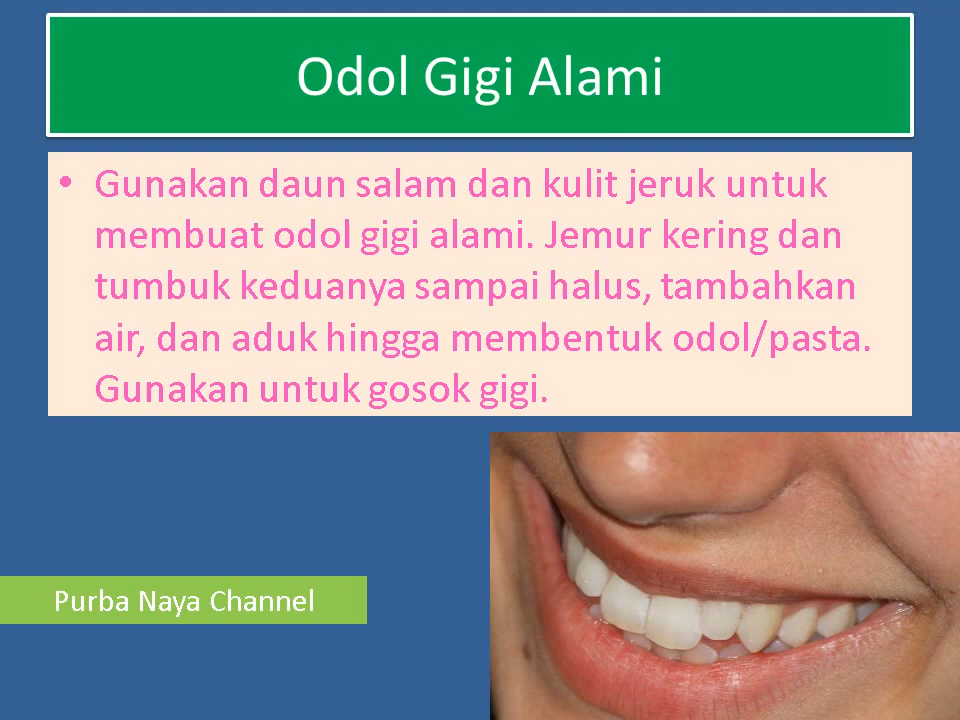 Odol Gigi Alami
• Gunakan daun salam dan kulit jeruk untuk
membuat odol gigi alami. Jemur kering dan
tumbuk keduanya sampai halus, tambahkan
air, dan aduk hingga membentuk odol/pasta.
Gunakan untuk gosok gigi.
Purba Naya Channel